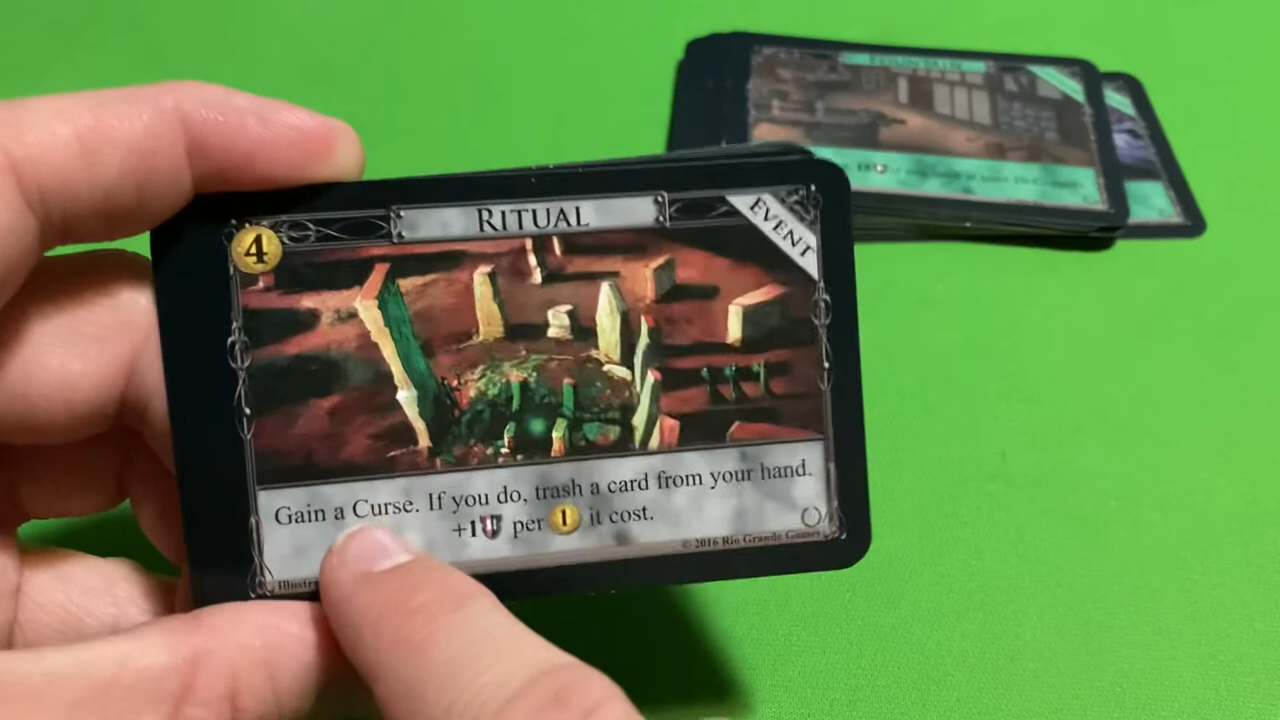 FOUNTAIN
RITUAL
EVENT
4
Gain a Curse. If you do, trash a card from your hand.
+1 per 1 it cost.
© 2016 Rio Grande Games